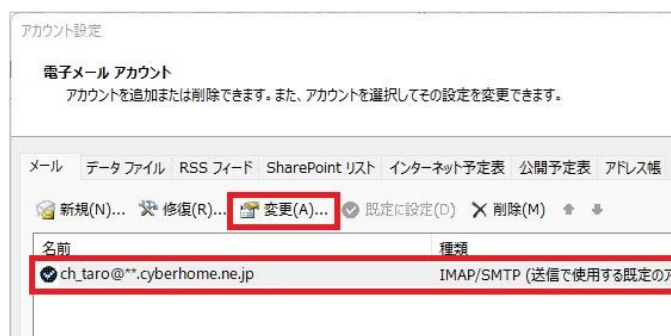 アカウント設定
電子メール アカウント
アカウントを追加または削除できます。また、アカウントを選択してその設定を変更できます。
メール データ ファイル RSS フィード SharePoint リスト インターネット予定表 公開予定表 アドレス帳
新規(N)... 修復(R)... 変更(A)... 既定に設定(D) 削除(M)
名前 種類
ch_taro@**.cyberhome.ne.jp IMAP/SMTP (送信で使用する既定のア